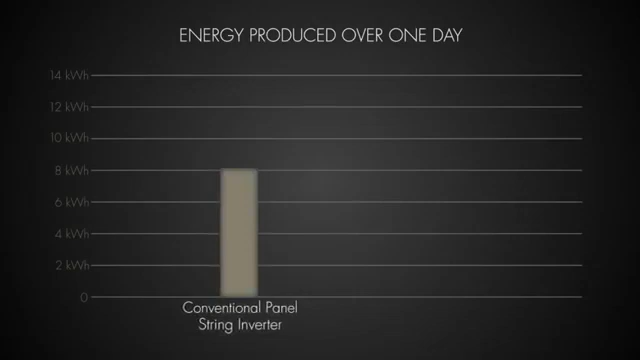 ENERGY PRODUCED OVER ONE DAY
14 kWh
12 kWh
10 kWh
8 kWh
6 kWh
4 kWh
2 kWh
0
Conventional Panel
String Inverter